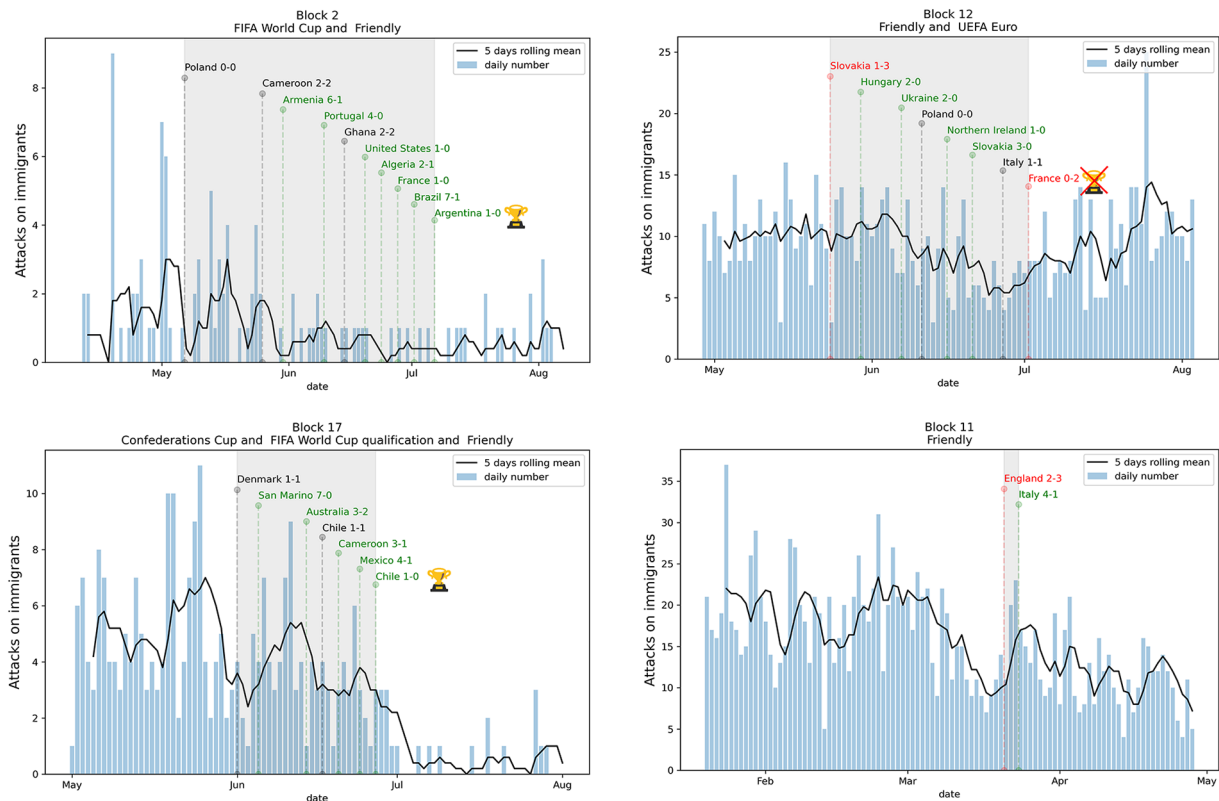 Block 2
FIFA World Cup and  Friendly
Attacks on immigrants
8
6
4
2
0
5 days rolling mean
daily number
Poland 0-0
Cameroon 2-2
Armenia 6-1
Portugal 4-0
Ghana 2-2
United States 1-0
Algeria 2-1
France 1-0
Brazil 7-1
Argentina 1-0
May
Jun
Jul
Aug
date
Block 12
Friendly and  UEFA Euro
Attacks on immigrants
25
20
15
10
5
0
5 days rolling mean
daily number
Slovakia 1-3
Hungary 2-0
Ukraine 2-0
Poland 0-0
Northern Ireland 1-0
Slovakia 3-0
Italy 1-1
France 0-2
May
Jun
Jul
Aug
date
Block 17
Confederations Cup and  FIFA World Cup qualification and  Friendly
Attacks on immigrants
10
8
6
4
2
0
5 days rolling mean
daily number
Denmark 1-1
San Marino 7-0
Australia 3-2
Chile 1-1
Cameroon 3-1
Mexico 4-1
Chile 1-0
May
Jun
Jul
Aug
date
Block 11
Friendly
Attacks on immigrants
35
30
25
20
15
10
5
0
5 days rolling mean
daily number
England 2-3
Italy 4-1
Feb
Mar
Apr
May
date